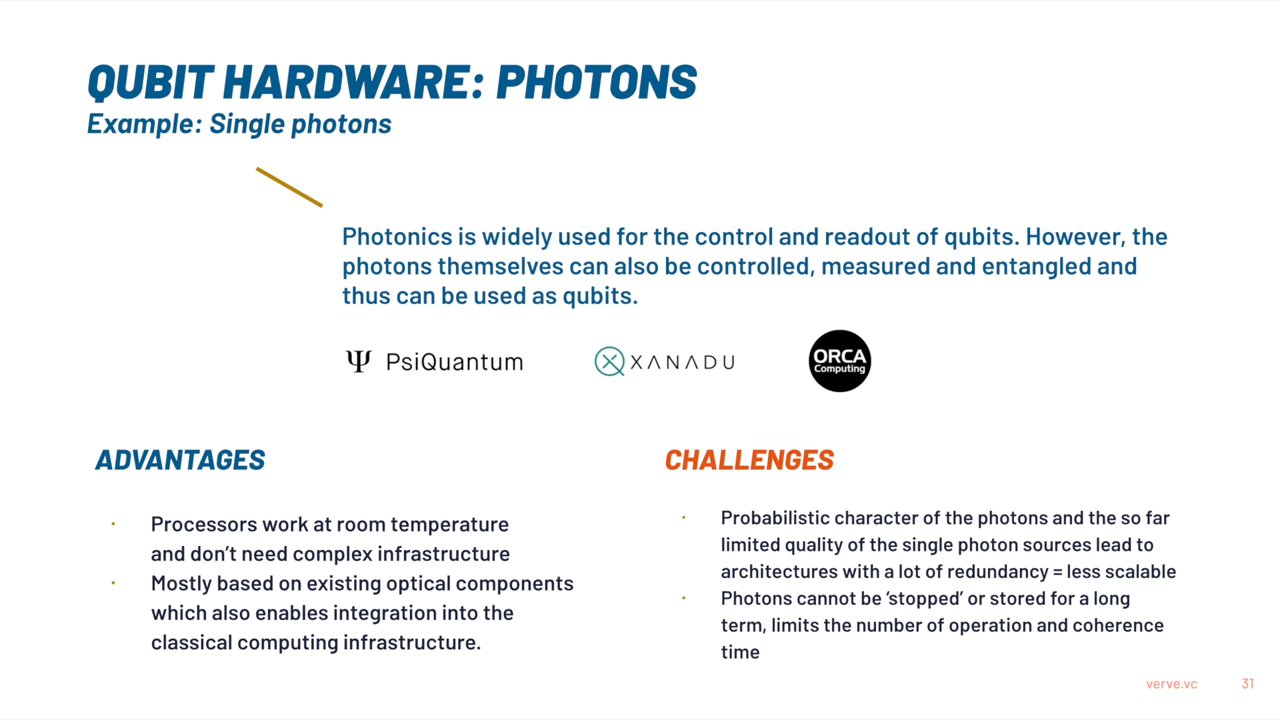 QUBIT HARDWARE: PHOTONS
Example: Single photons
Photonics is widely used for the control and readout of qubits. However, the
photons themselves can also be controlled, measured and entangled and
thus can be used as qubits.
Ψ PsiQuantum
XANADU
ORCA
Computing
ADVANTAGES
· Processors work at room temperature
and don’t need complex infrastructure
· Mostly based on existing optical components
which also enables integration into the
classical computing infrastructure.
CHALLENGES
· Probabilistic character of the photons and the so far
limited quality of the single photon sources lead to
architectures with a lot of redundancy = less scalable
· Photons cannot be ‘stopped’ or stored for a long
term, limits the number of operation and coherence
time
verve.vc 31